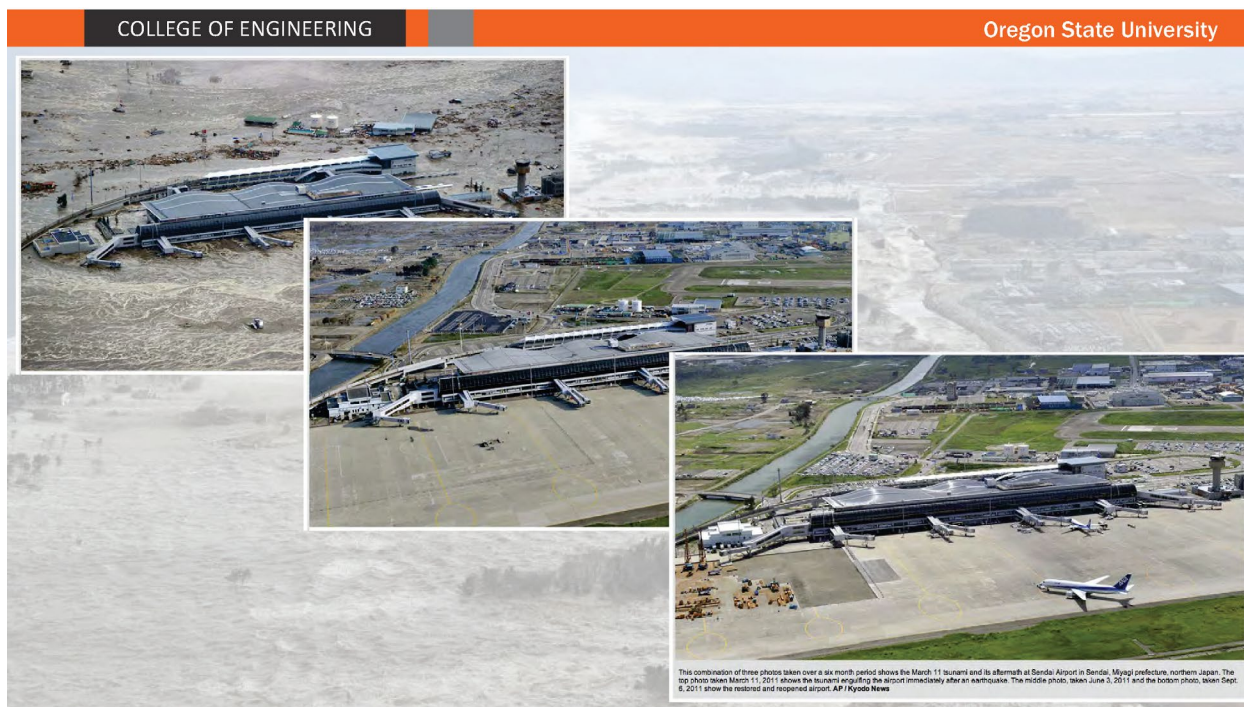 COLLEGE OF ENGINEERING
Oregon State University
This combination of three photos taken over a six month period shows the March 11 tsunami and its aftermath at Sendai Airport in Sendai, Miyagi prefecture, northern Japan. The
top photo taken March 11, 2011 shows the tsunami engulfing the airport immediately after an earthquake. The middle photo, taken June 3, 2011 and the bottom photo, taken Sept.
6, 2011 show the restored and reopened airport. AP / Kyodo News